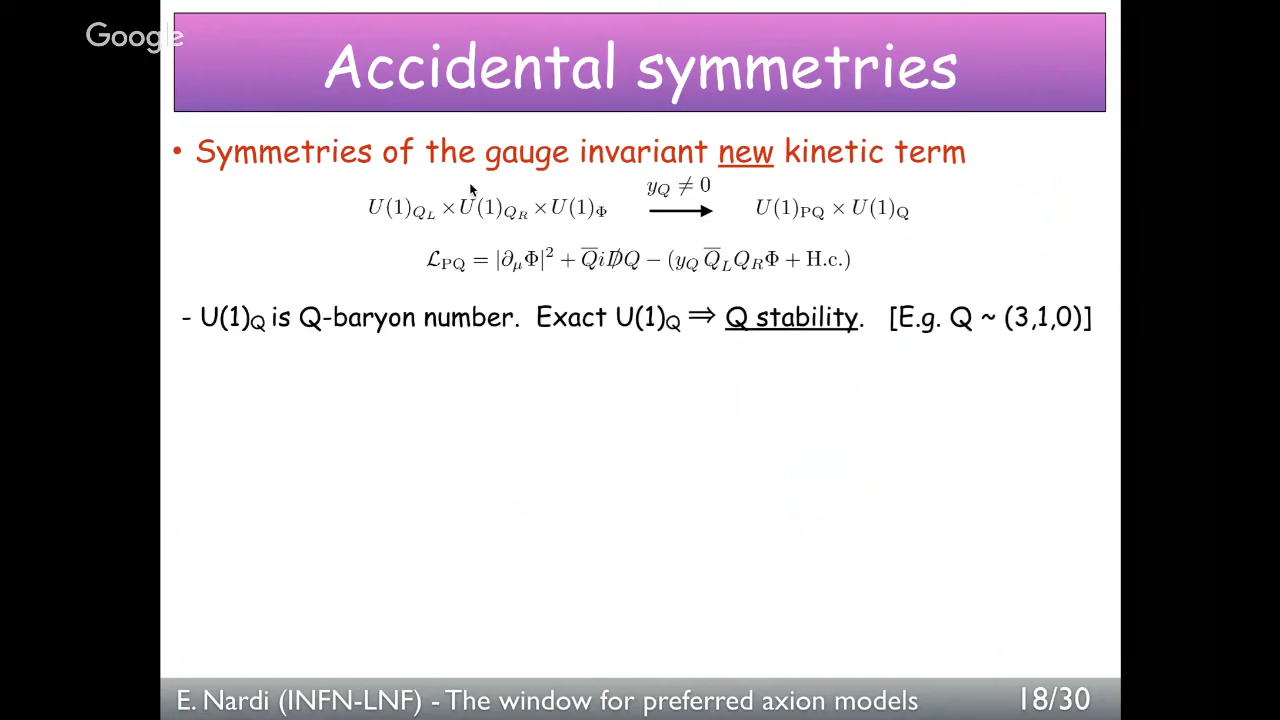 Google
Accidental symmetries
• Symmetries of the gauge invariant new kinetic term
U(1)_{Q_L} × U(1)_{Q_R} × U(1)_Φ  y_Q ≠ 0 ⟶  U(1)_{PQ} × U(1)_Q
ℒ_{PQ} = |∂_μΦ|² + Q̅iD̸Q − (y_Q Q̅_L Q_R Φ + H.c.)
- U(1)_Q is Q-baryon number. Exact U(1)_Q ⇒ Q stability. [E.g. Q ~ (3,1,0)]
E. Nardi (INFN-LNF) - The window for preferred axion models 18/30